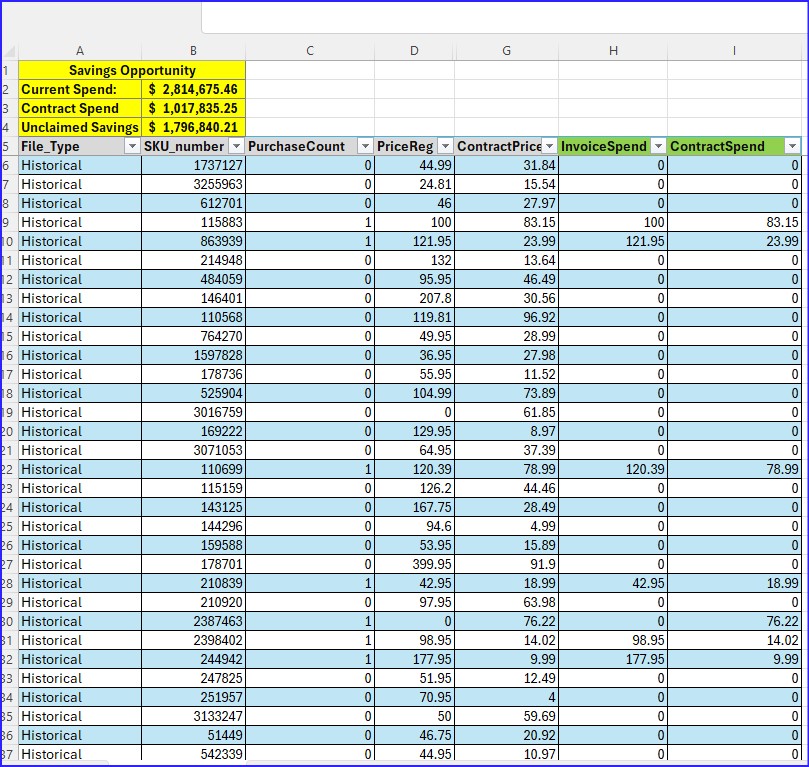 A B C D G H I
1 Savings Opportunity
2 Current Spend: $ 2,814,675.46
3 Contract Spend $ 1,017,835.25
4 Unclaimed Savings $ 1,796,840.21
5 File_Type SKU_number PurchaseCount PriceReg ContractPrice InvoiceSpend ContractSpend
6 Historical 1737127 0 44.99 31.84 0 0
7 Historical 3255963 0 24.81 15.54 0 0
8 Historical 612701 0 46 27.97 0 0
9 Historical 115883 1 100 83.15 100 83.15
10 Historical 863939 1 121.95 23.99 121.95 23.99
11 Historical 214948 0 132 13.64 0 0
12 Historical 484059 0 95.95 46.49 0 0
13 Historical 146401 0 207.8 30.56 0 0
14 Historical 110568 0 119.81 96.92 0 0
15 Historical 764270 0 49.95 28.99 0 0
16 Historical 1597828 0 36.95 27.98 0 0
17 Historical 178736 0 55.95 11.52 0 0
18 Historical 525904 0 104.99 73.89 0 0
19 Historical 3016759 0 0 61.85 0 0
20 Historical 169222 0 129.95 8.97 0 0
21 Historical 3071053 0 64.95 37.39 0 0
22 Historical 110699 1 120.39 78.99 120.39 78.99
23 Historical 115159 0 126.2 44.46 0 0
24 Historical 143125 0 167.75 28.49 0 0
25 Historical 144296 0 94.6 4.99 0 0
26 Historical 159588 0 53.95 15.89 0 0
27 Historical 178701 0 399.95 91.9 0 0
28 Historical 210839 1 42.95 18.99 42.95 18.99
29 Historical 210920 0 97.95 63.98 0 0
30 Historical 2387463 1 0 76.22 0 76.22
31 Historical 2398402 1 98.95 14.02 98.95 14.02
32 Historical 244942 1 177.95 9.99 177.95 9.99
33 Historical 247825 0 51.95 12.49 0 0
34 Historical 251957 0 70.95 4 0 0
35 Historical 3133247 0 50 59.69 0 0
36 Historical 51449 0 46.75 20.92 0 0
37 Historical 542339 0 44.95 10.97 0 0